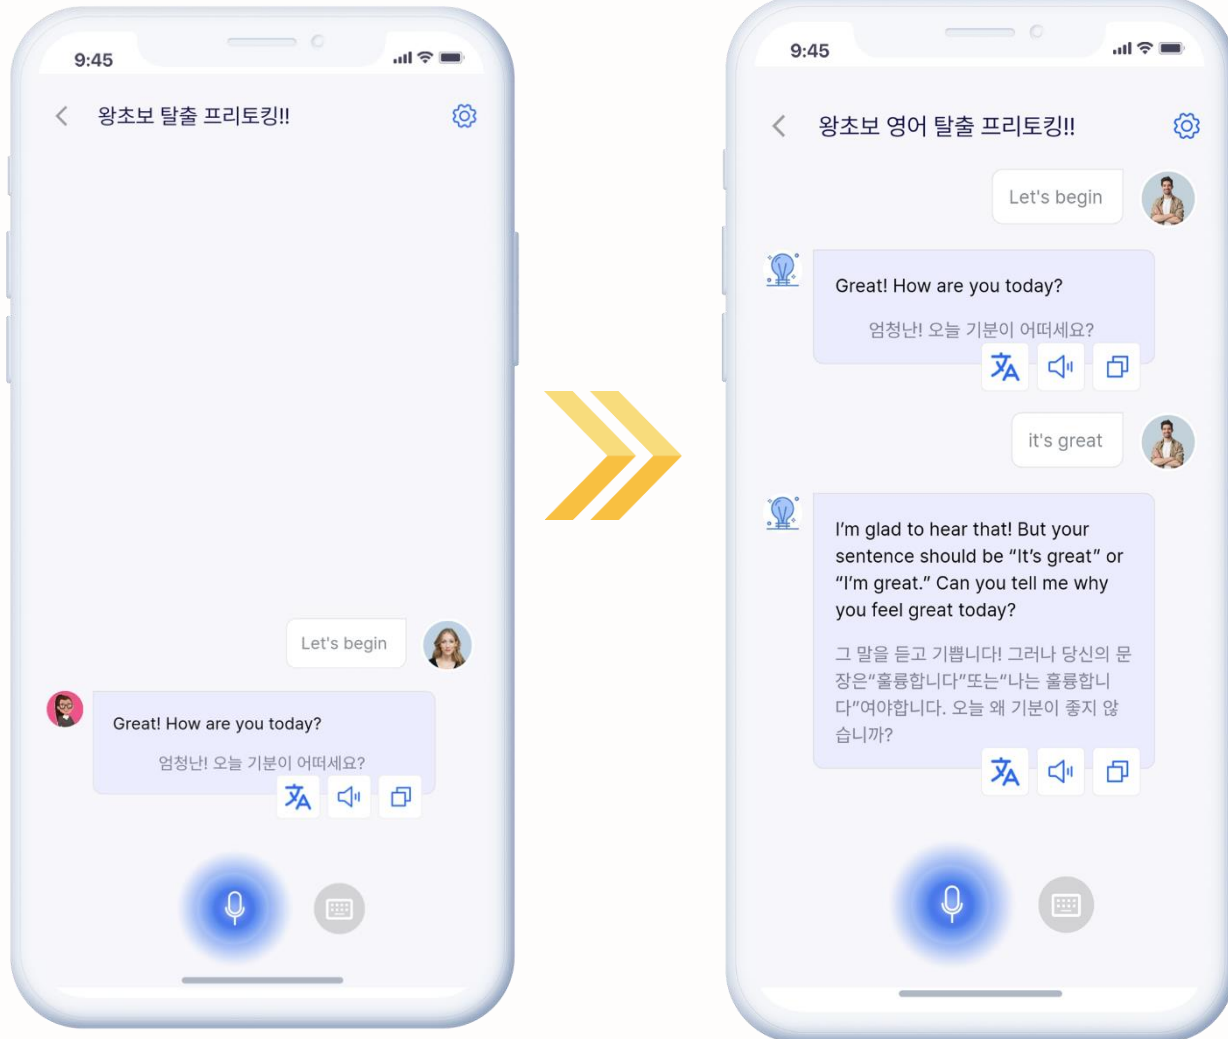 9:45
왕초보 탈출 프리토킹!!
Let's begin
Great! How are you today?
엄청난! 오늘 기분이 어떠세요?
9:45
왕초보 영어 탈출 프리토킹!!
Let's begin
Great! How are you today?
엄청난! 오늘 기분이 어떠세요?
it's great
I’m glad to hear that! But your
sentence should be “It’s great” or
“I’m great.” Can you tell me why
you feel great today?
그 말을 듣고 기쁩니다! 그러나 당신의 문
장은“훌륭합니다”또는“나는 훌륭합니
다”여야합니다. 오늘 왜 기분이 좋지 않
습니까?